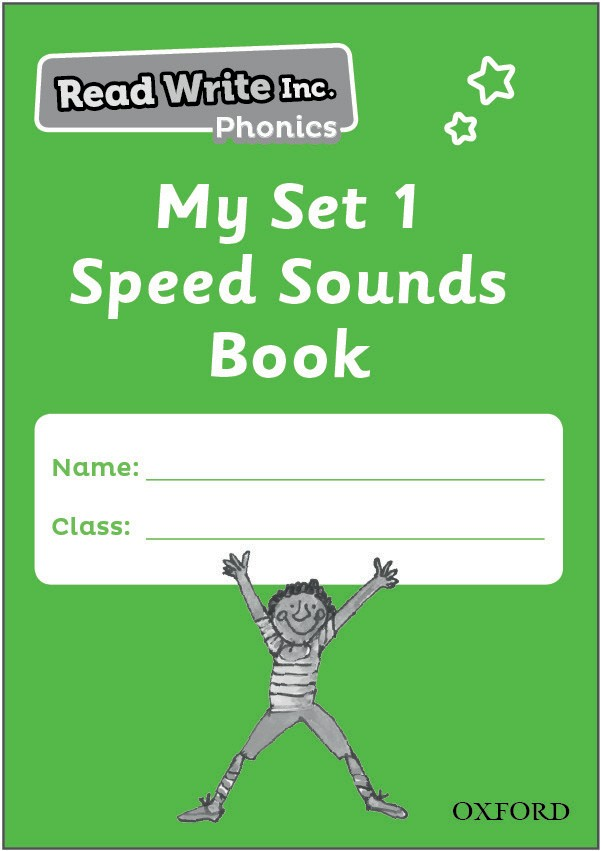 Read Write Inc.
Phonics
My Set 1
Speed Sounds
Book
Name:
Class:
OXFORD